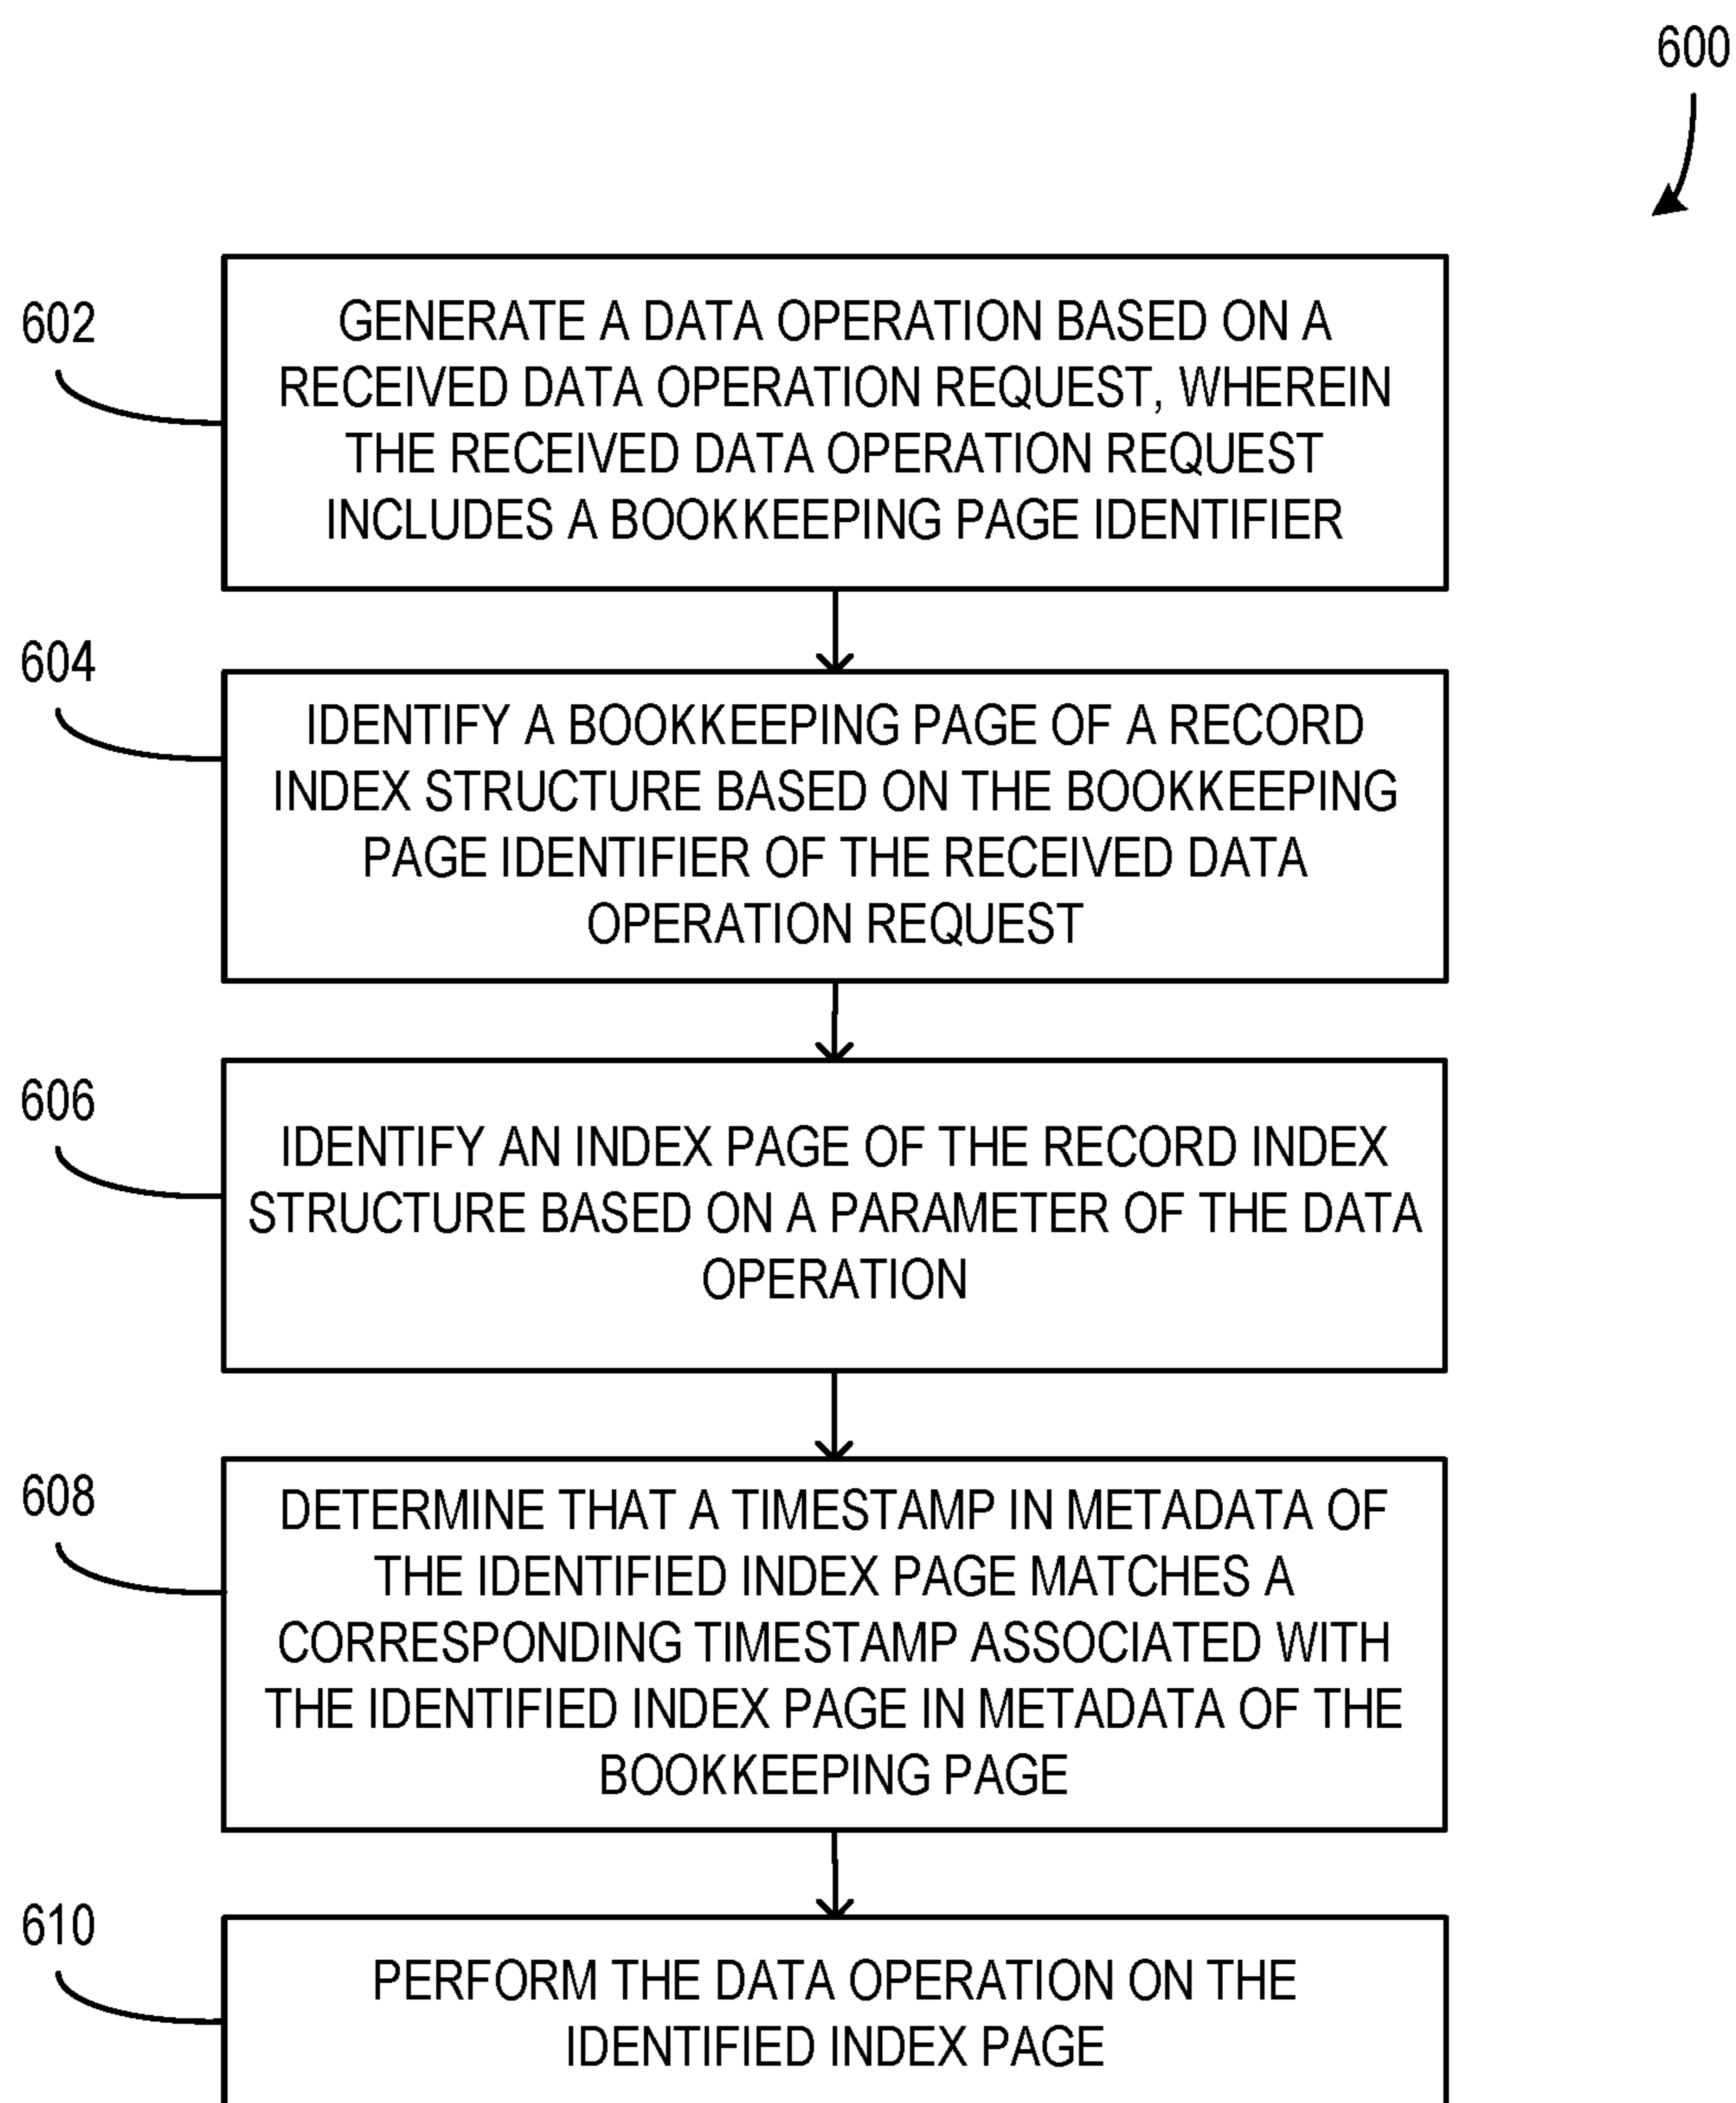 600
602
GENERATE A DATA OPERATION BASED ON A
RECEIVED DATA OPERATION REQUEST, WHEREIN
THE RECEIVED DATA OPERATION REQUEST
INCLUDES A BOOKKEEPING PAGE IDENTIFIER
604
IDENTIFY A BOOKKEEPING PAGE OF A RECORD
INDEX STRUCTURE BASED ON THE BOOKKEEPING
PAGE IDENTIFIER OF THE RECEIVED DATA
OPERATION REQUEST
606
IDENTIFY AN INDEX PAGE OF THE RECORD INDEX
STRUCTURE BASED ON A PARAMETER OF THE DATA
OPERATION
608
DETERMINE THAT A TIMESTAMP IN METADATA OF
THE IDENTIFIED INDEX PAGE MATCHES A
CORRESPONDING TIMESTAMP ASSOCIATED WITH
THE IDENTIFIED INDEX PAGE IN METADATA OF THE
BOOKKEEPING PAGE
610
PERFORM THE DATA OPERATION ON THE
IDENTIFIED INDEX PAGE